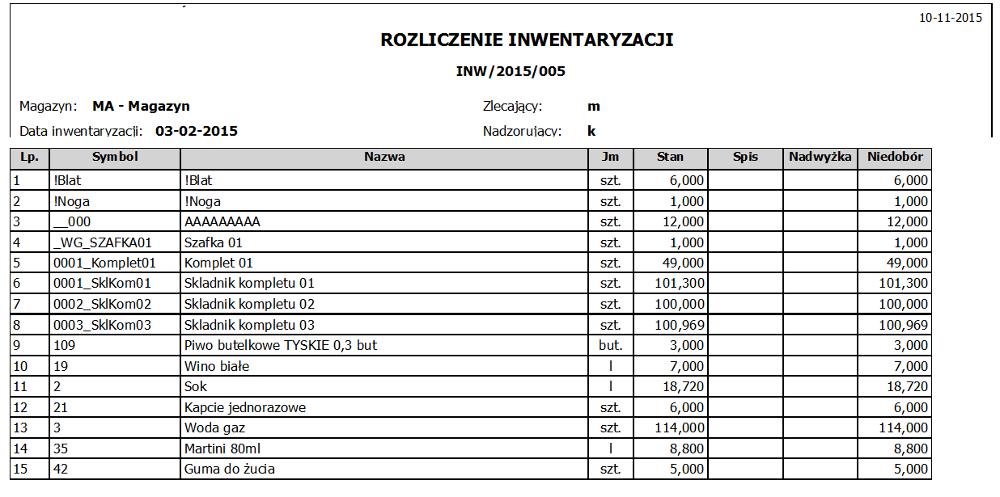 10-11-2015
ROZLICZENIE INWENTARYZACJI
INW/2015/005
Magazyn: MA - Magazyn Zlecający: m
Data inwentaryzacji: 03-02-2015 Nadzorujący: k
Lp. Symbol Nazwa Jm Stan Spis Nadwyżka Niedobór
1 !Blat !Blat szt. 6,000 6,000
2 !Noga !Noga szt. 1,000 1,000
3 __000 AAAAAAAAA szt. 12,000 12,000
4 _WG_SZAFKA01 Szafka 01 szt. 1,000 1,000
5 0001_Komplet01 Komplet 01 szt. 49,000 49,000
6 0001_SklKom01 Skladnik kompletu 01 szt. 101,300 101,300
7 0002_SklKom02 Skladnik kompletu 02 szt. 100,000 100,000
8 0003_SklKom03 Skladnik kompletu 03 szt. 100,969 100,969
9 109 Piwo butelkowe TYSKIE 0,3 but but. 3,000 3,000
10 19 Wino białe l 7,000 7,000
11 2 Sok l 18,720 18,720
12 21 Kapcie jednorazowe szt. 6,000 6,000
13 3 Woda gaz szt. 114,000 114,000
14 35 Martini 80ml l 8,800 8,800
15 42 Guma do żucia szt. 5,000 5,000